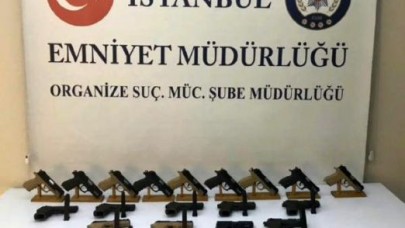 İSTANBUL
EMNİYET MÜDÜRLÜĞÜ
ORGANİZE SUÇ. MÜC. ŞUBE MÜDÜRLÜĞÜ